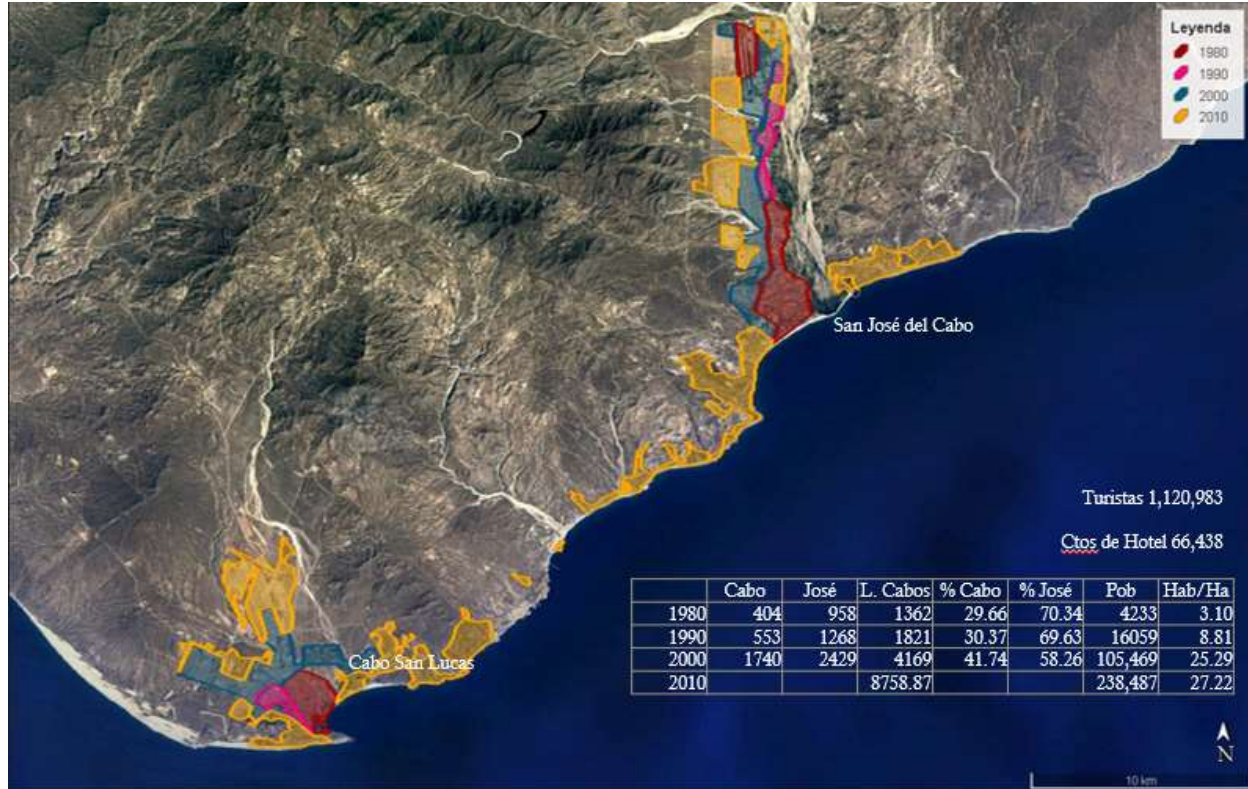 Leyenda
1980
1990
2000
2010
San José del Cabo
Turistas 1,120,983
Ctos de Hotel 66,438
Cabo José L. Cabos % Cabo % José Pob Hab/Ha
1980 404 958 1362 29.66 70.34 4233 3.10
1990 553 1268 1821 30.37 69.63 16059 8.81
2000 1740 2429 4169 41.74 58.26 105,469 25.29
2010 8758.87 238,487 27.22
Cabo San Lucas
N
10 km